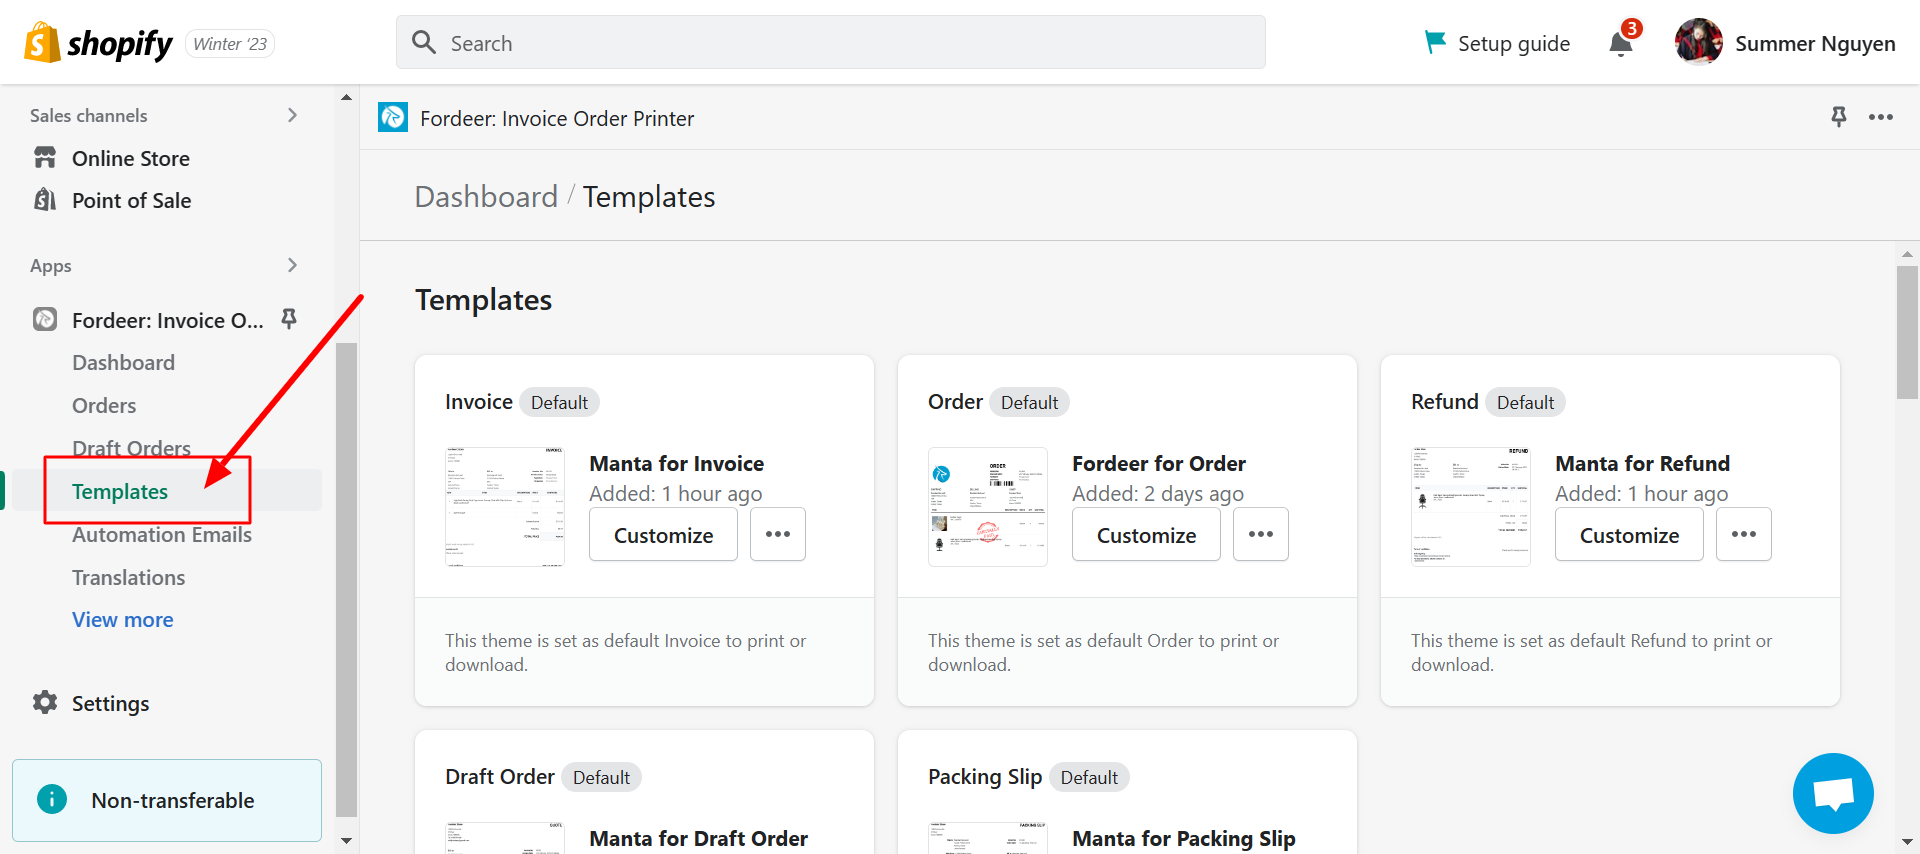 shopify
Winter '23
Search
Setup guide
3
Summer Nguyen
Sales channels
Online Store
Point of Sale
Apps
Fordeer: Invoice O...
Dashboard
Orders
Draft Orders
Templates
Automation Emails
Translations
View more
Settings
Non-transferable
Fordeer: Invoice Order Printer
Dashboard / Templates
Templates
Invoice Default
INVOICE
Manta for Invoice
Added: 1 hour ago
Customize
This theme is set as default Invoice to print or
download.
Order Default
ORDER
Fordeer for Order
Added: 2 days ago
Customize
This theme is set as default Order to print or
download.
Refund Default
REFUND
Manta for Refund
Added: 1 hour ago
Customize
This theme is set as default Refund to print or
download.
Draft Order Default
QUOTE
Manta for Draft Order
Packing Slip Default
PACKING SLIP
Manta for Packing Slip